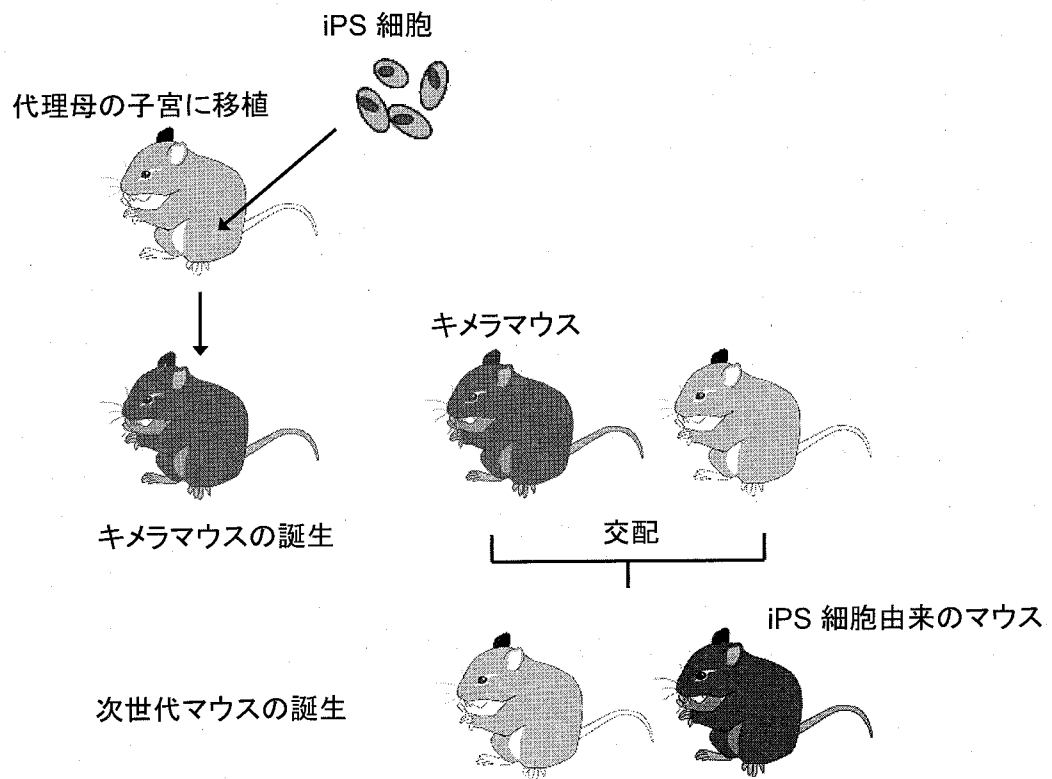 iPS 細胞
代理母の子宮に移植
キメラマウス
キメラマウスの誕生
交配
iPS 細胞由来のマウス
次世代マウスの誕生